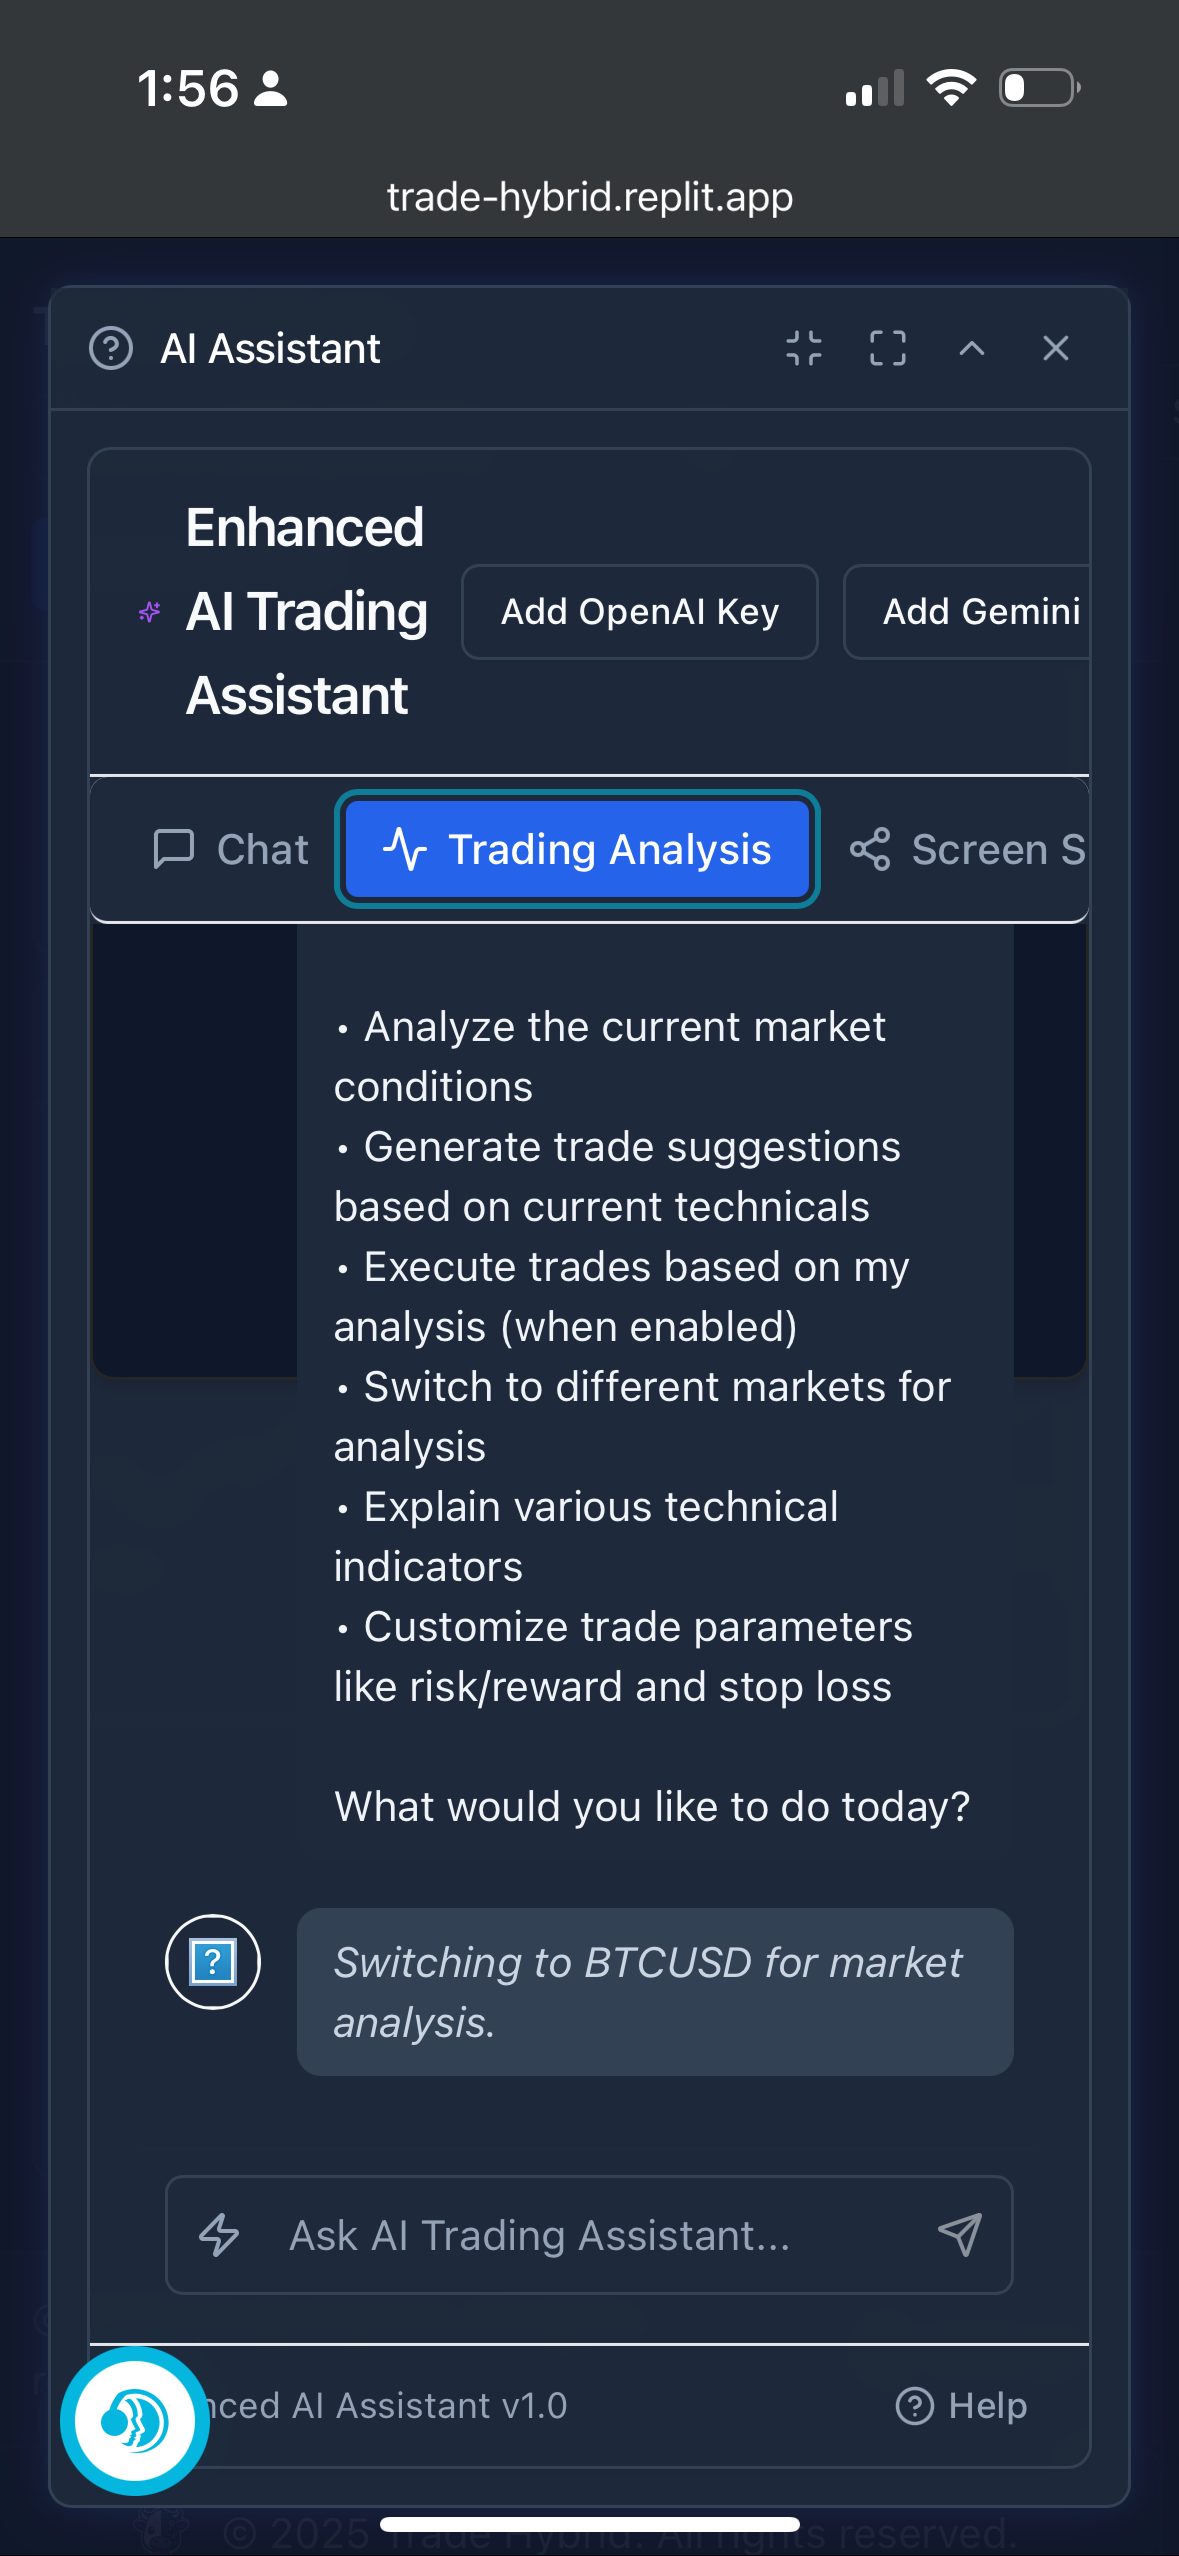 1:56
trade-hybrid.replit.app
AI Assistant
Enhanced
AI Trading
Assistant
Add OpenAI Key
Add Gemini
Chat
Trading Analysis
Screen S
• Analyze the current market
conditions
• Generate trade suggestions
based on current technicals
• Execute trades based on my
analysis (when enabled)
• Switch to different markets for
analysis
• Explain various technical
indicators
• Customize trade parameters
like risk/reward and stop loss
What would you like to do today?
Switching to BTCUSD for market
analysis.
Ask AI Trading Assistant...
nced AI Assistant v1.0
Help
© 2025 Trade Hybrid. All rights reserved.